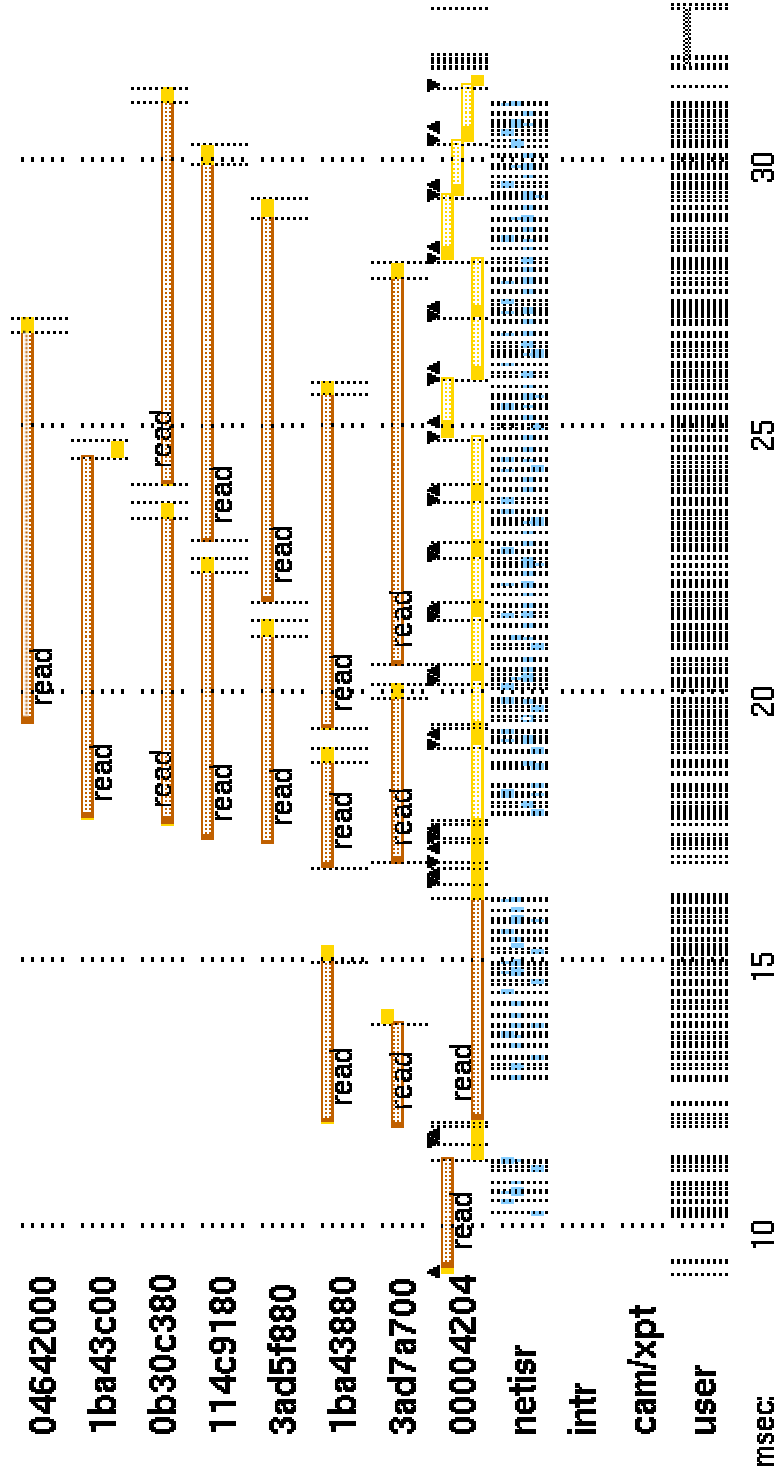 04642000 read
1ba43c00 read
0b30c380 read read
114c9180 read read
3ad5f880 read read
1ba43880 read read read
3ad7a700 read read read
00004204 read read
netisr
intr
cam/xpt
user
msec: 10 15 20 25 30